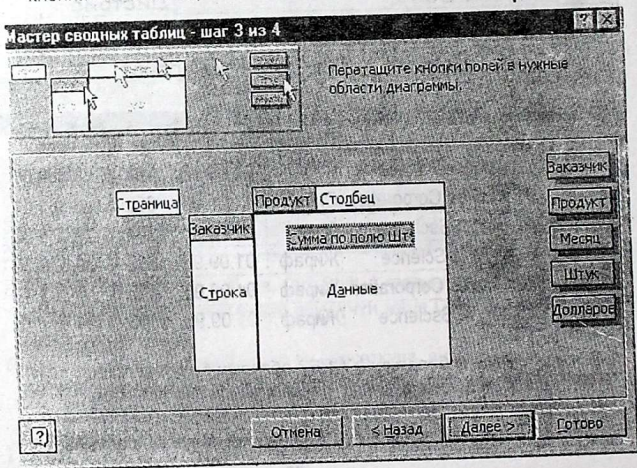 Мастер сводных таблиц - шаг 3 из 4
Перетащите кнопки полей в нужные
области диаграммы.
Заказчик
Страница
Продукт Столбец
Продукт
Заказчик
Сумма по полю Шт
Месяц
Штук
Строка
Данные
Долларов
Отмена
< Назад
Далее >
Готово